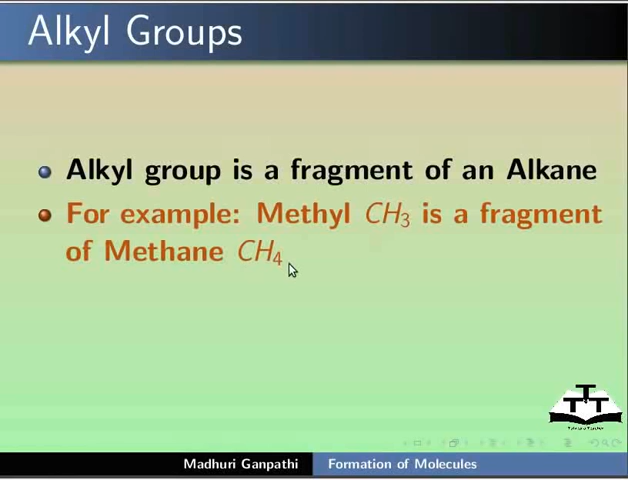 Alkyl Groups
Alkyl group is a fragment of an Alkane
For example: Methyl CH₃ is a fragment
of Methane CH₄
TTT
Madhuri Ganpathi Formation of Molecules